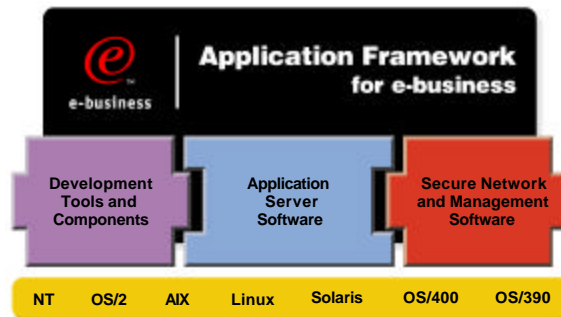 e
TM
e-business
Application Framework
for e-business
Development
Tools and
Components
Application
Server
Software
Secure Network
and Management
Software
NT OS/2 AIX Linux Solaris OS/400 OS/390